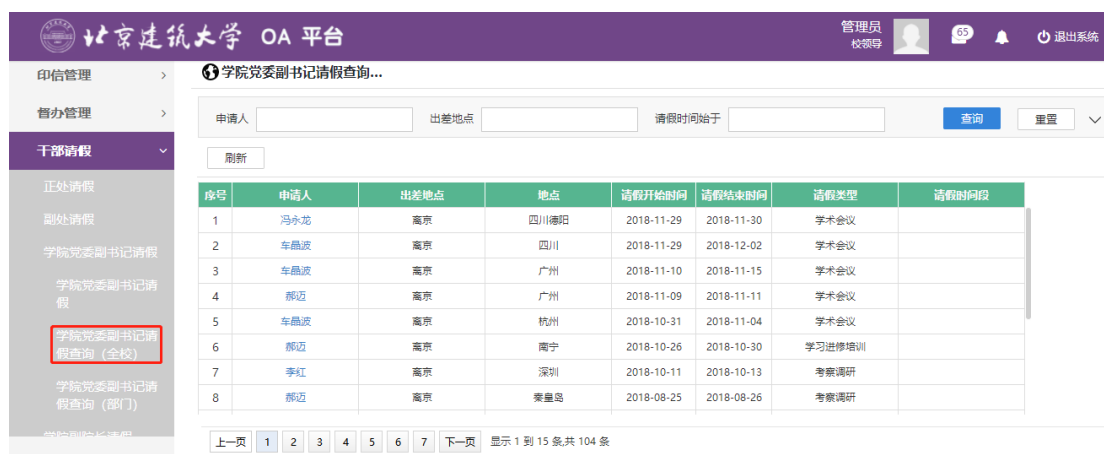 北京建筑大学 OA 平台
管理员
校领导
65
退出系统
印信管理
督办管理
干部请假
正处请假
副处请假
学院党委副书记请假
学院党委副书记请
假
学院党委副书记请
假查询（全校）
学院党委副书记请
假查询（部门）
学院副院长请假
学院党委副书记请假查询...
申请人 出差地点 请假时间始于 查询 重置
刷新
序号 申请人 出差地点 地点 请假开始时间 请假结束时间 请假类型 请假时间段
1 冯永龙 离京 四川德阳 2018-11-29 2018-11-30 学术会议
2 车晶波 离京 四川 2018-11-29 2018-12-02 学术会议
3 车晶波 离京 广州 2018-11-10 2018-11-15 学术会议
4 郝迈 离京 广州 2018-11-09 2018-11-11 学术会议
5 车晶波 离京 杭州 2018-10-31 2018-11-04 学术会议
6 郝迈 离京 南宁 2018-10-26 2018-10-30 学习进修培训
7 李红 离京 深圳 2018-10-11 2018-10-13 考察调研
8 郝迈 离京 秦皇岛 2018-08-25 2018-08-26 考察调研
上一页 1 2 3 4 5 6 7 下一页 显示 1 到 15 条,共 104 条